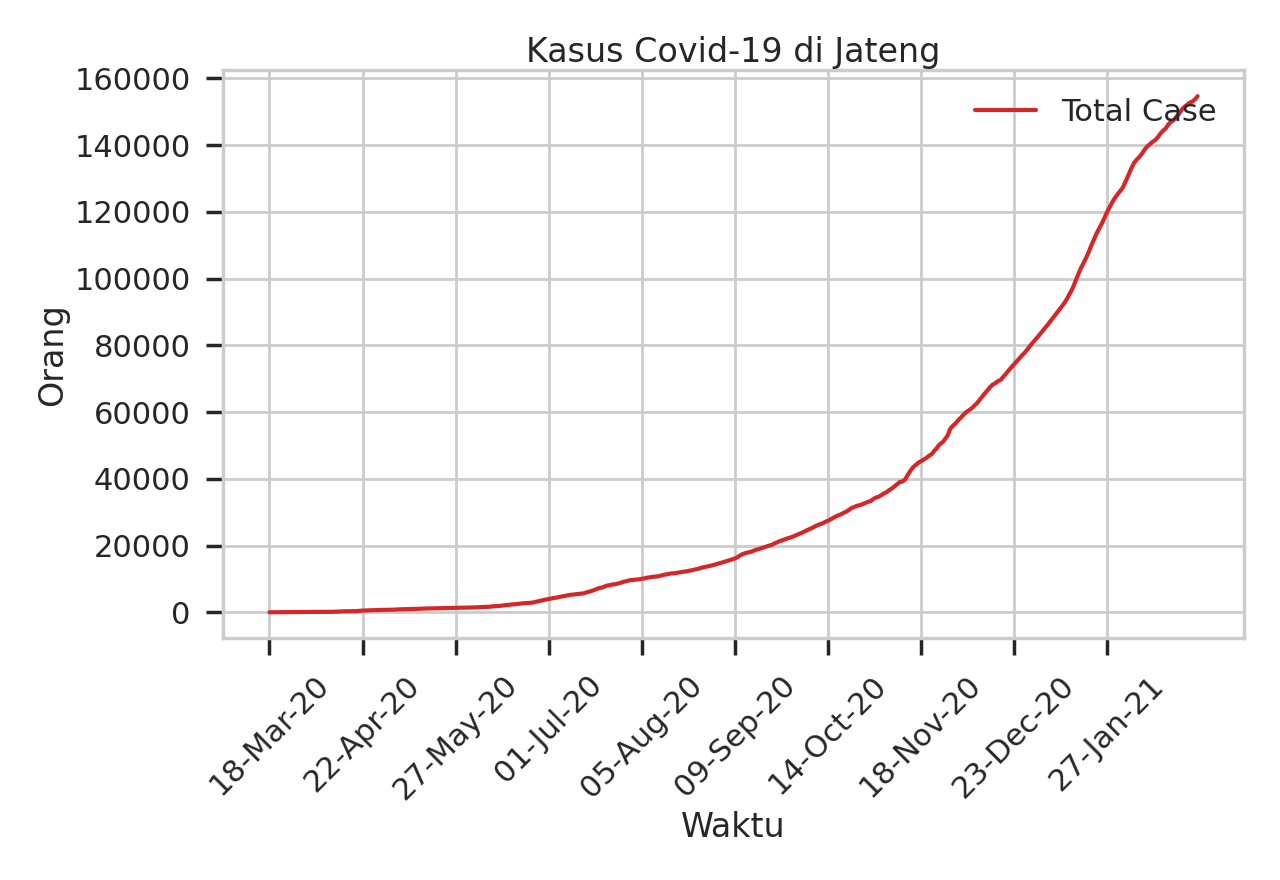 Kasus Covid-19 di Jateng
Total Case
Orang
160000
140000
120000
100000
80000
60000
40000
20000
0
18-Mar-20
22-Apr-20
27-May-20
01-Jul-20
05-Aug-20
09-Sep-20
14-Oct-20
18-Nov-20
23-Dec-20
27-Jan-21
Waktu